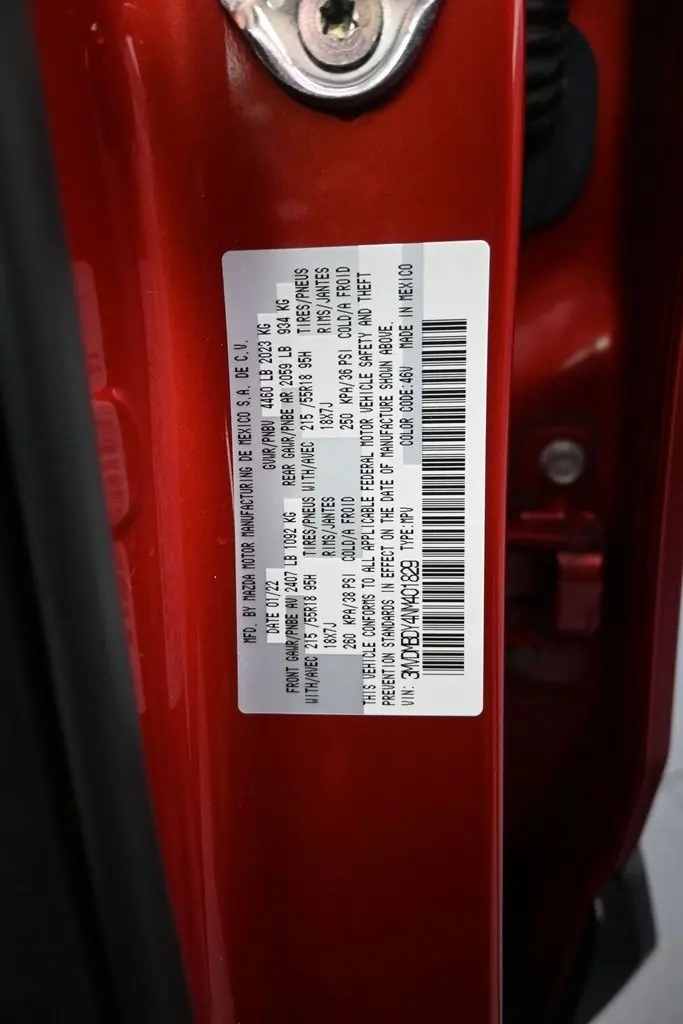 MFD. BY MAZDA MOTOR MANUFACTURING DE MEXICO S.A. DE C.V.
DATE 01/22 GVWR/PNBV 4460 LB 2023 KG
FRONT GAWR/PNBE AV 2407 LB 1092 KG REAR GAWR/PNBE AR 2059 LB 934 KG
WITH/AVEC 215 /55R18 95H TIRES/PNEUS WITH/AVEC 215 /55R18 95H TIRES/PNEUS
18X7J RIMS/JANTES 18X7J RIMS/JANTES
260 KPA/38 PSI COLD/A FROID 250 KPA/36 PSI COLD/A FROID
THIS VEHICLE CONFORMS TO ALL APPLICABLE FEDERAL MOTOR VEHICLE SAFETY AND THEFT
PREVENTION STANDARDS IN EFFECT ON THE DATE OF MANUFACTURE SHOWN ABOVE.
VIN: 3MVDMBDY4NM401829 TYPE:MPV COLOR CODE:46V MADE IN MEXICO